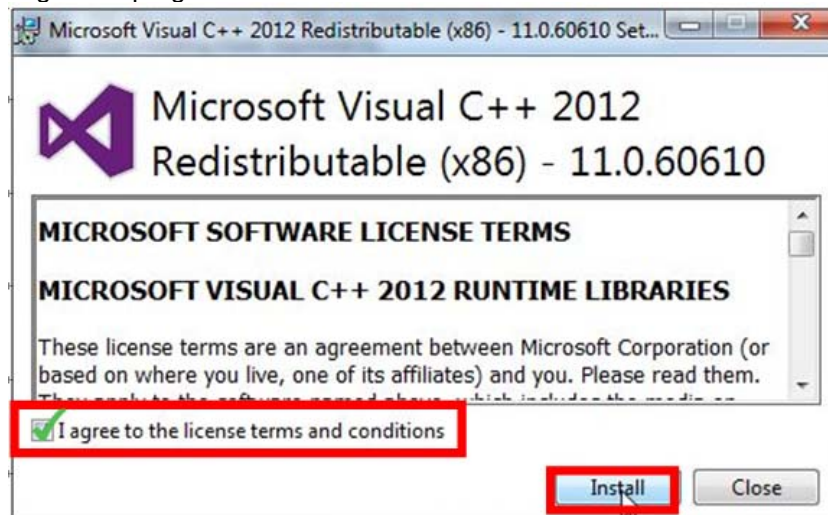 Microsoft Visual C++ 2012 Redistributable (x86) - 11.0.60610 Set...
Microsoft Visual C++ 2012
Redistributable (x86) - 11.0.60610
MICROSOFT SOFTWARE LICENSE TERMS
MICROSOFT VISUAL C++ 2012 RUNTIME LIBRARIES
These license terms are an agreement between Microsoft Corporation (or
based on where you live, one of its affiliates) and you. Please read them.
I agree to the license terms and conditions
Install
Close